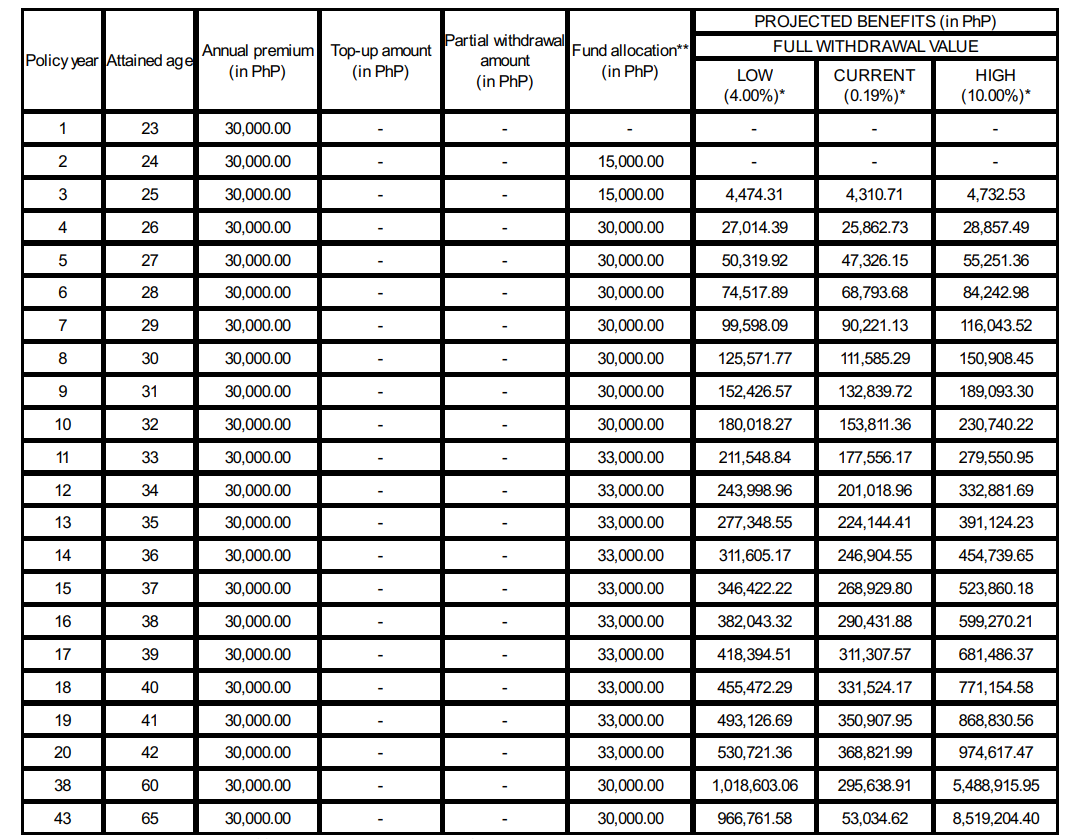 PROJECTED BENEFITS (in PhP)
FULL WITHDRAWAL VALUE
Policy year Attained age Annual premium (in PhP) Top-up amount (in PhP) Partial withdrawal amount (in PhP) Fund allocation** (in PhP) LOW (4.00%)* CURRENT (0.19%)* HIGH (10.00%)*
1 23 30,000.00 - - - - - -
2 24 30,000.00 - - 15,000.00 - - -
3 25 30,000.00 - - 15,000.00 4,474.31 4,310.71 4,732.53
4 26 30,000.00 - - 30,000.00 27,014.39 25,862.73 28,857.49
5 27 30,000.00 - - 30,000.00 50,319.92 47,326.15 55,251.36
6 28 30,000.00 - - 30,000.00 74,517.89 68,793.68 84,242.98
7 29 30,000.00 - - 30,000.00 99,598.09 90,221.13 116,043.52
8 30 30,000.00 - - 30,000.00 125,571.77 111,585.29 150,908.45
9 31 30,000.00 - - 30,000.00 152,426.57 132,839.72 189,093.30
10 32 30,000.00 - - 30,000.00 180,018.27 153,811.36 230,740.22
11 33 30,000.00 - - 33,000.00 211,548.84 177,556.17 279,550.95
12 34 30,000.00 - - 33,000.00 243,998.96 201,018.96 332,881.69
13 35 30,000.00 - - 33,000.00 277,348.55 224,144.41 391,124.23
14 36 30,000.00 - - 33,000.00 311,605.17 246,904.55 454,739.65
15 37 30,000.00 - - 33,000.00 346,422.22 268,929.80 523,860.18
16 38 30,000.00 - - 33,000.00 382,043.32 290,431.88 599,270.21
17 39 30,000.00 - - 33,000.00 418,394.51 311,307.57 681,486.37
18 40 30,000.00 - - 33,000.00 455,472.29 331,524.17 771,154.58
19 41 30,000.00 - - 33,000.00 493,126.69 350,907.95 868,830.56
20 42 30,000.00 - - 33,000.00 530,721.36 368,821.99 974,617.47
38 60 30,000.00 - - 30,000.00 1,018,603.06 295,638.91 5,488,915.95
43 65 30,000.00 - - 30,000.00 966,761.58 53,034.62 8,519,204.40